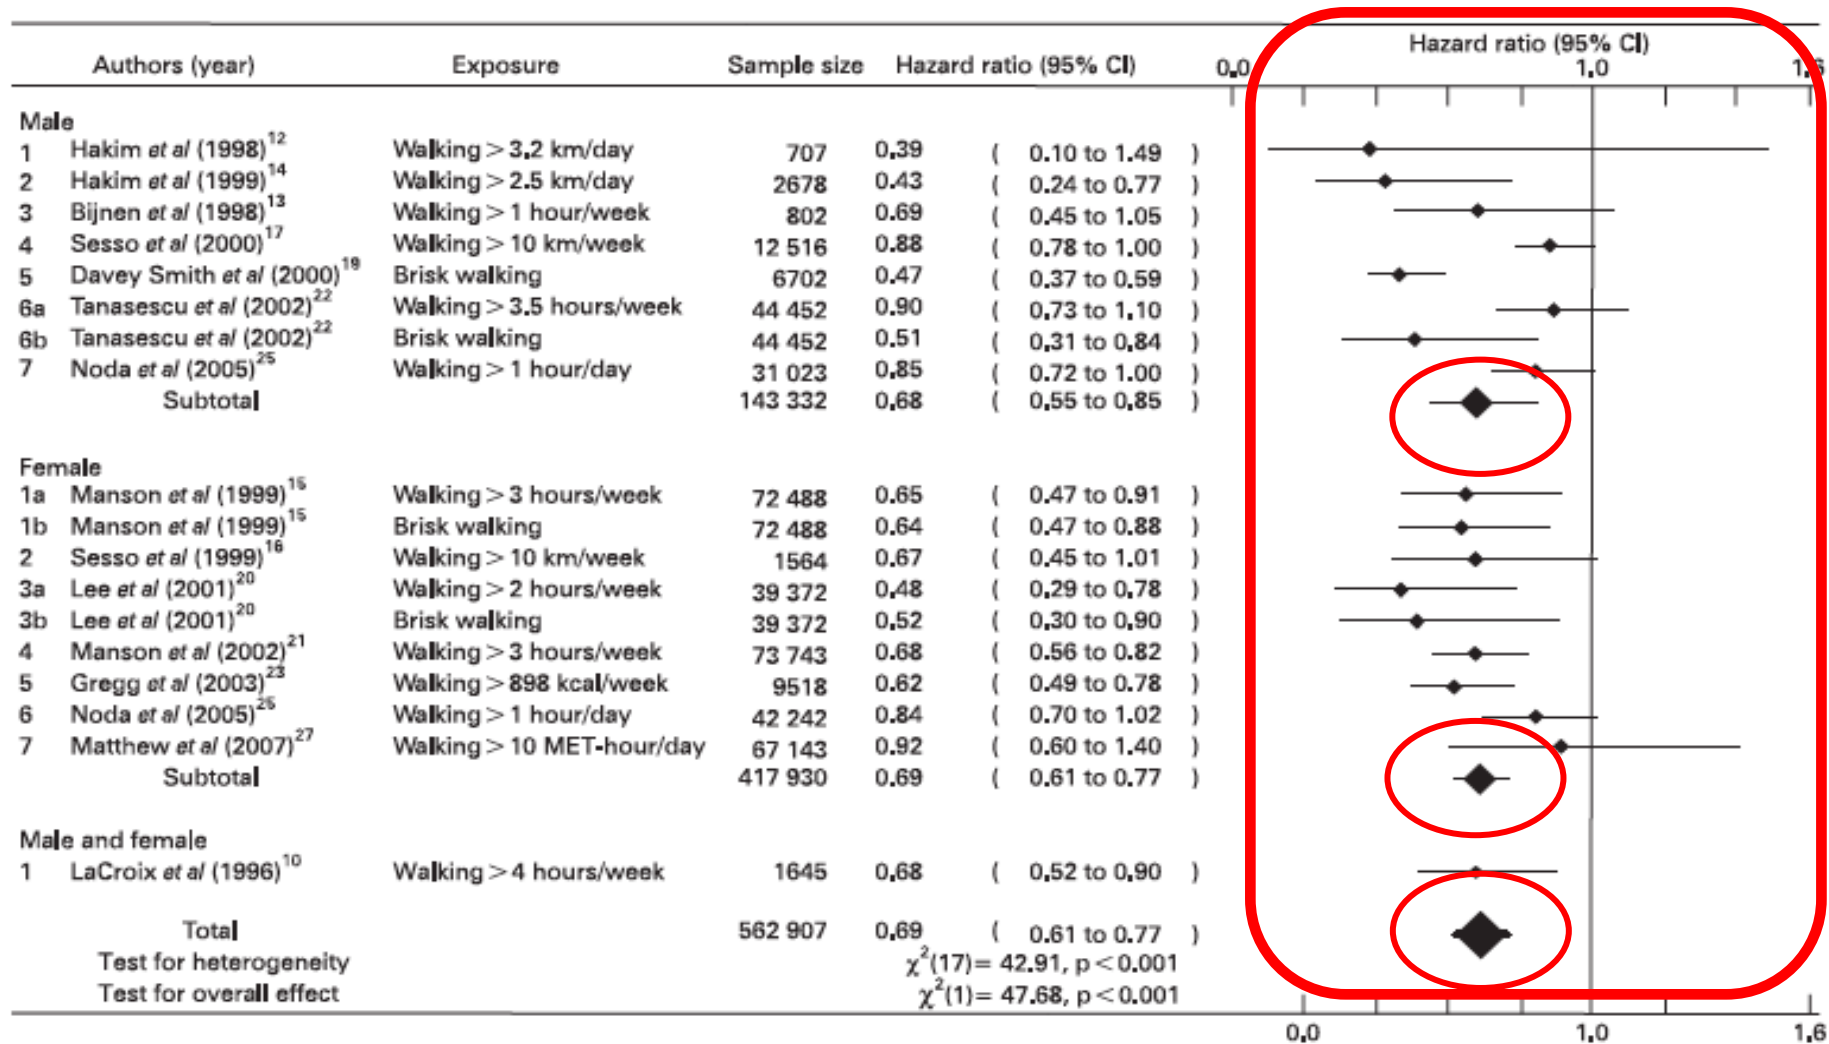 Hazard ratio (95% CI)
Authors (year) Exposure Sample size Hazard ratio (95% CI) 0.0 1.0 1.6
Male
1 Hakim et al (1998)12 Walking > 3.2 km/day 707 0.39 ( 0.10 to 1.49 )
2 Hakim et al (1999)14 Walking > 2.5 km/day 2678 0.43 ( 0.24 to 0.77 )
3 Bijnen et al (1998)13 Walking > 1 hour/week 802 0.69 ( 0.45 to 1.05 )
4 Sesso et al (2000)17 Walking > 10 km/week 12 516 0.88 ( 0.78 to 1.00 )
5 Davey Smith et al (2000)19 Brisk walking 6702 0.47 ( 0.37 to 0.59 )
6a Tanasescu et al (2002)22 Walking > 3.5 hours/week 44 452 0.90 ( 0.73 to 1.10 )
6b Tanasescu et al (2002)22 Brisk walking 44 452 0.51 ( 0.31 to 0.84 )
7 Noda et al (2005)25 Walking > 1 hour/day 31 023 0.85 ( 0.72 to 1.00 )
Subtotal 143 332 0.68 ( 0.55 to 0.85 )
Female
1a Manson et al (1999)15 Walking > 3 hours/week 72 488 0.65 ( 0.47 to 0.91 )
1b Manson et al (1999)15 Brisk walking 72 488 0.64 ( 0.47 to 0.88 )
2 Sesso et al (1999)16 Walking > 10 km/week 1564 0.67 ( 0.45 to 1.01 )
3a Lee et al (2001)20 Walking > 2 hours/week 39 372 0.48 ( 0.29 to 0.78 )
3b Lee et al (2001)20 Brisk walking 39 372 0.52 ( 0.30 to 0.90 )
4 Manson et al (2002)21 Walking > 3 hours/week 73 743 0.68 ( 0.56 to 0.82 )
5 Gregg et al (2003)23 Walking > 898 kcal/week 9518 0.62 ( 0.49 to 0.78 )
6 Noda et al (2005)25 Walking > 1 hour/day 42 242 0.84 ( 0.70 to 1.02 )
7 Matthew et al (2007)27 Walking > 10 MET-hour/day 67 143 0.92 ( 0.60 to 1.40 )
Subtotal 417 930 0.69 ( 0.61 to 0.77 )
Male and female
1 LaCroix et al (1996)10 Walking > 4 hours/week 1645 0.68 ( 0.52 to 0.90 )
Total 562 907 0.69 ( 0.61 to 0.77 )
Test for heterogeneity χ2(17)= 42.91, p < 0.001
Test for overall effect χ2(1)= 47.68, p < 0.001
0.0 1.0 1.6